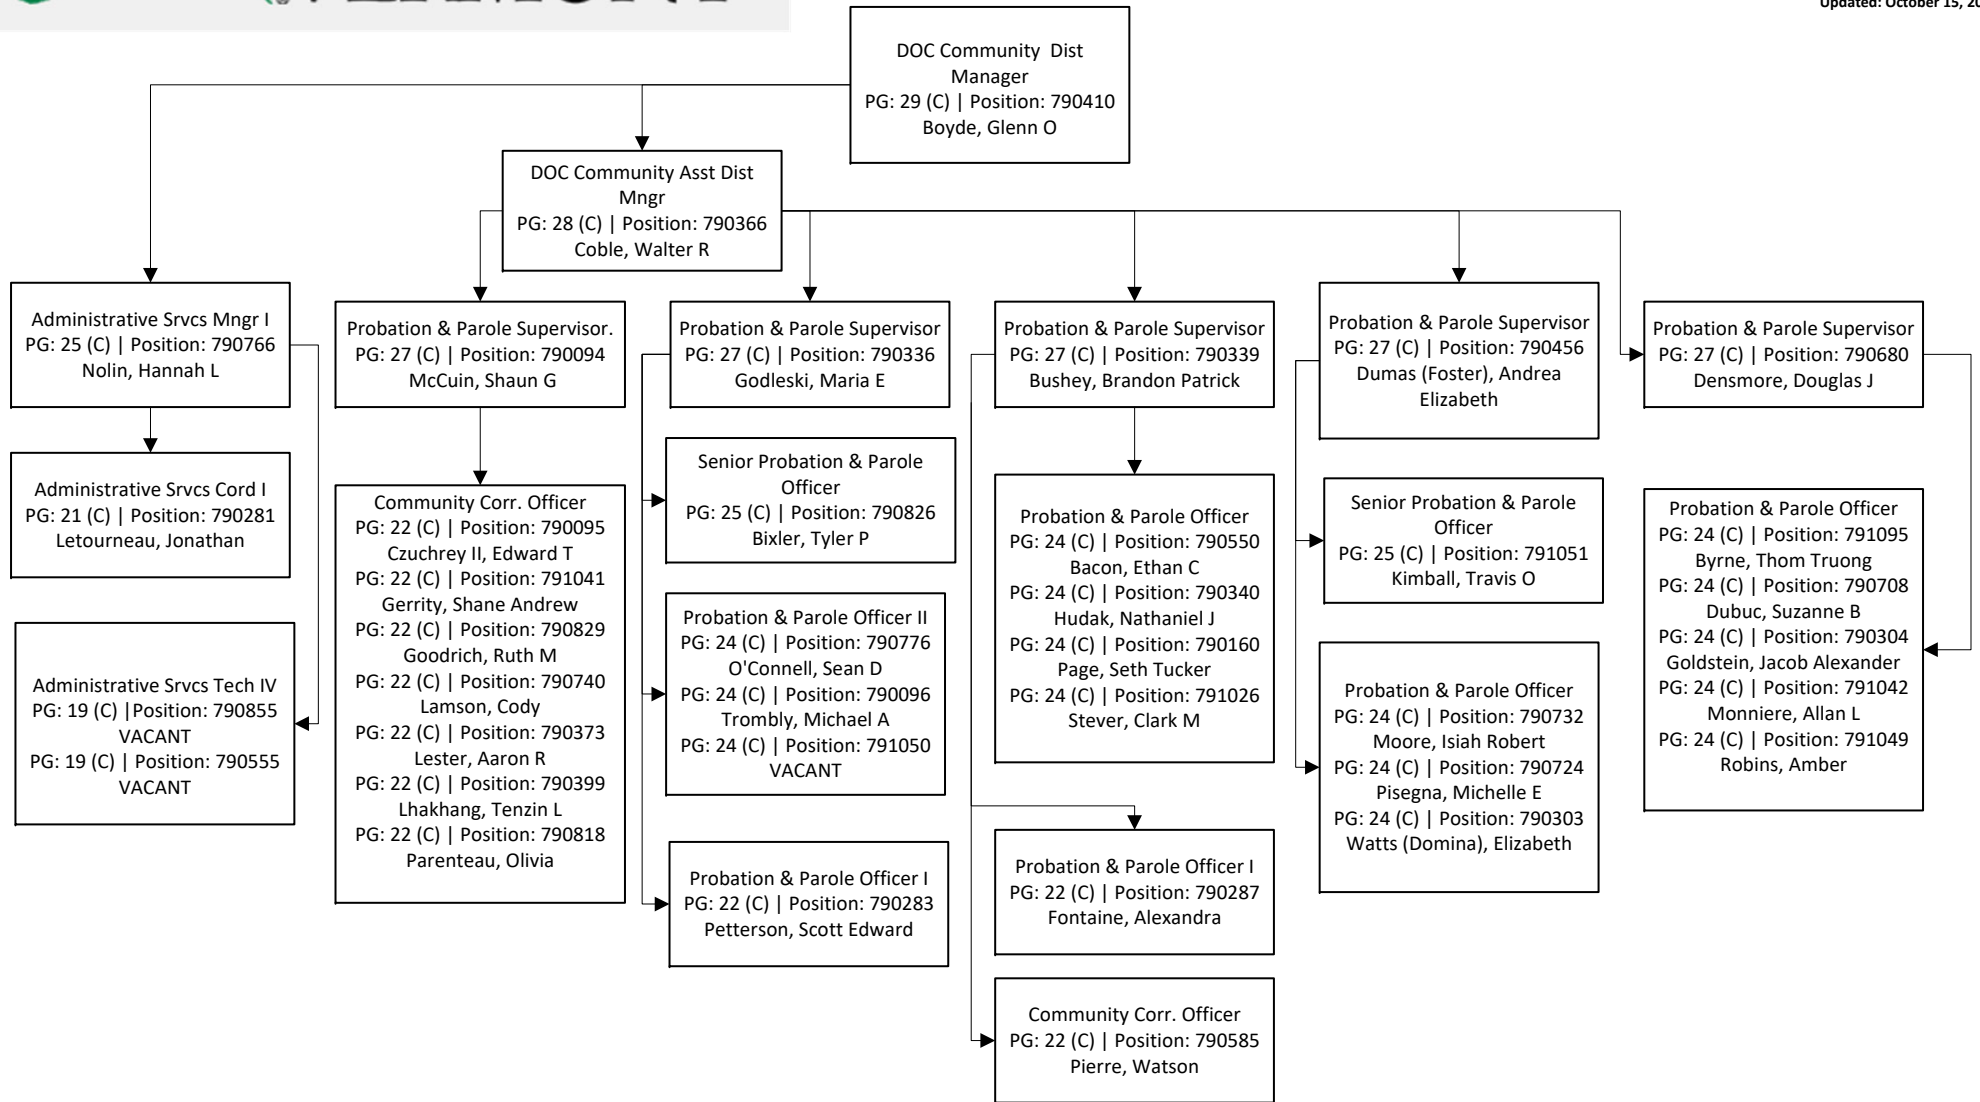 Updated: October 15, 20
DOC Community Dist
Manager
PG: 29 (C) | Position: 790410
Boyde, Glenn O
DOC Community Asst Dist
Mngr
PG: 28 (C) | Position: 790366
Coble, Walter R
Administrative Srvcs Mngr I
PG: 25 (C) | Position: 790766
Nolin, Hannah L
Probation & Parole Supervisor.
PG: 27 (C) | Position: 790094
McCuin, Shaun G
Probation & Parole Supervisor
PG: 27 (C) | Position: 790336
Godleski, Maria E
Probation & Parole Supervisor
PG: 27 (C) | Position: 790339
Bushey, Brandon Patrick
Probation & Parole Supervisor
PG: 27 (C) | Position: 790456
Dumas (Foster), Andrea
Elizabeth
Probation & Parole Supervisor
PG: 27 (C) | Position: 790680
Densmore, Douglas J
Administrative Srvcs Cord I
PG: 21 (C) | Position: 790281
Letourneau, Jonathan
Administrative Srvcs Tech IV
PG: 19 (C) |Position: 790855
VACANT
PG: 19 (C) | Position: 790555
VACANT
Community Corr. Officer
PG: 22 (C) | Position: 790095
Czuchrey II, Edward T
PG: 22 (C) | Position: 791041
Gerrity, Shane Andrew
PG: 22 (C) | Position: 790829
Goodrich, Ruth M
PG: 22 (C) | Position: 790740
Lamson, Cody
PG: 22 (C) | Position: 790373
Lester, Aaron R
PG: 22 (C) | Position: 790399
Lhakhang, Tenzin L
PG: 22 (C) | Position: 790818
Parenteau, Olivia
Senior Probation & Parole
Officer
PG: 25 (C) | Position: 790826
Bixler, Tyler P
Probation & Parole Officer II
PG: 24 (C) | Position: 790776
O'Connell, Sean D
PG: 24 (C) | Position: 790096
Trombly, Michael A
PG: 24 (C) | Position: 791050
VACANT
Probation & Parole Officer I
PG: 22 (C) | Position: 790283
Petterson, Scott Edward
Probation & Parole Officer
PG: 24 (C) | Position: 790550
Bacon, Ethan C
PG: 24 (C) | Position: 790340
Hudak, Nathaniel J
PG: 24 (C) | Position: 790160
Page, Seth Tucker
PG: 24 (C) | Position: 791026
Stever, Clark M
Probation & Parole Officer I
PG: 22 (C) | Position: 790287
Fontaine, Alexandra
Community Corr. Officer
PG: 22 (C) | Position: 790585
Pierre, Watson
Senior Probation & Parole
Officer
PG: 25 (C) | Position: 791051
Kimball, Travis O
Probation & Parole Officer
PG: 24 (C) | Position: 790732
Moore, Isiah Robert
PG: 24 (C) | Position: 790724
Pisegna, Michelle E
PG: 24 (C) | Position: 790303
Watts (Domina), Elizabeth
Probation & Parole Officer
PG: 24 (C) | Position: 791095
Byrne, Thom Truong
PG: 24 (C) | Position: 790708
Dubuc, Suzanne B
PG: 24 (C) | Position: 790304
Goldstein, Jacob Alexander
PG: 24 (C) | Position: 791042
Monniere, Allan L
PG: 24 (C) | Position: 791049
Robins, Amber